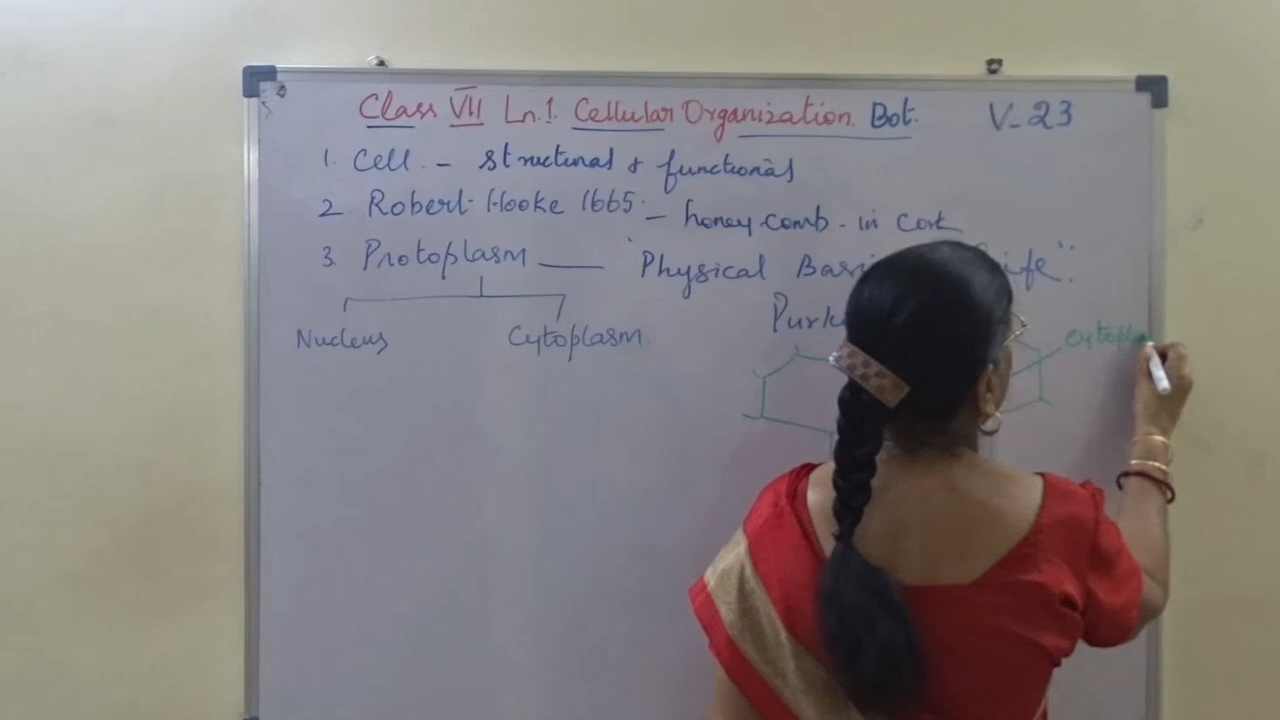 Class VII Ln.1. Cellular Organization. Bot. V-23
1. Cell - structural & functional
2. Robert Hooke 1665 - honey comb - in Cork
3. Protoplasm — "Physical Life"
Nucleus Cytoplasm